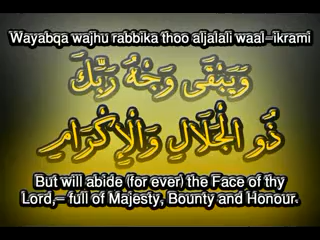 Wayabqa wajhu rabbika thoo aljalali waal-ikrami
وَيَبْقَى وَجْهُ رَبِّكَ
ذُو الْجَلَالِ وَالْإِكْرَامِ
But will abide (for ever) the Face of thy
Lord,– full of Majesty, Bounty and Honour.